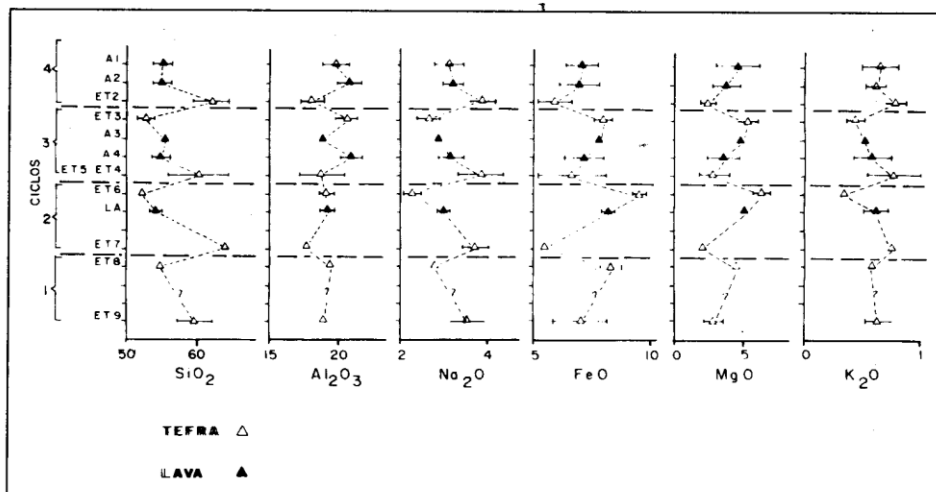 CICLOS
4
A1
A2
ET2
3
ET3
A3
A4
ET5 ET4
2
ET6
LA
ET7
1
ET8
ET9
? ? ? ? ? ?
50 60 15 20 2 4 5 10 0 5 0 1
SiO₂ Al₂O₃ Na₂O FeO MgO K₂O
TEFRA △
LAVA ▲